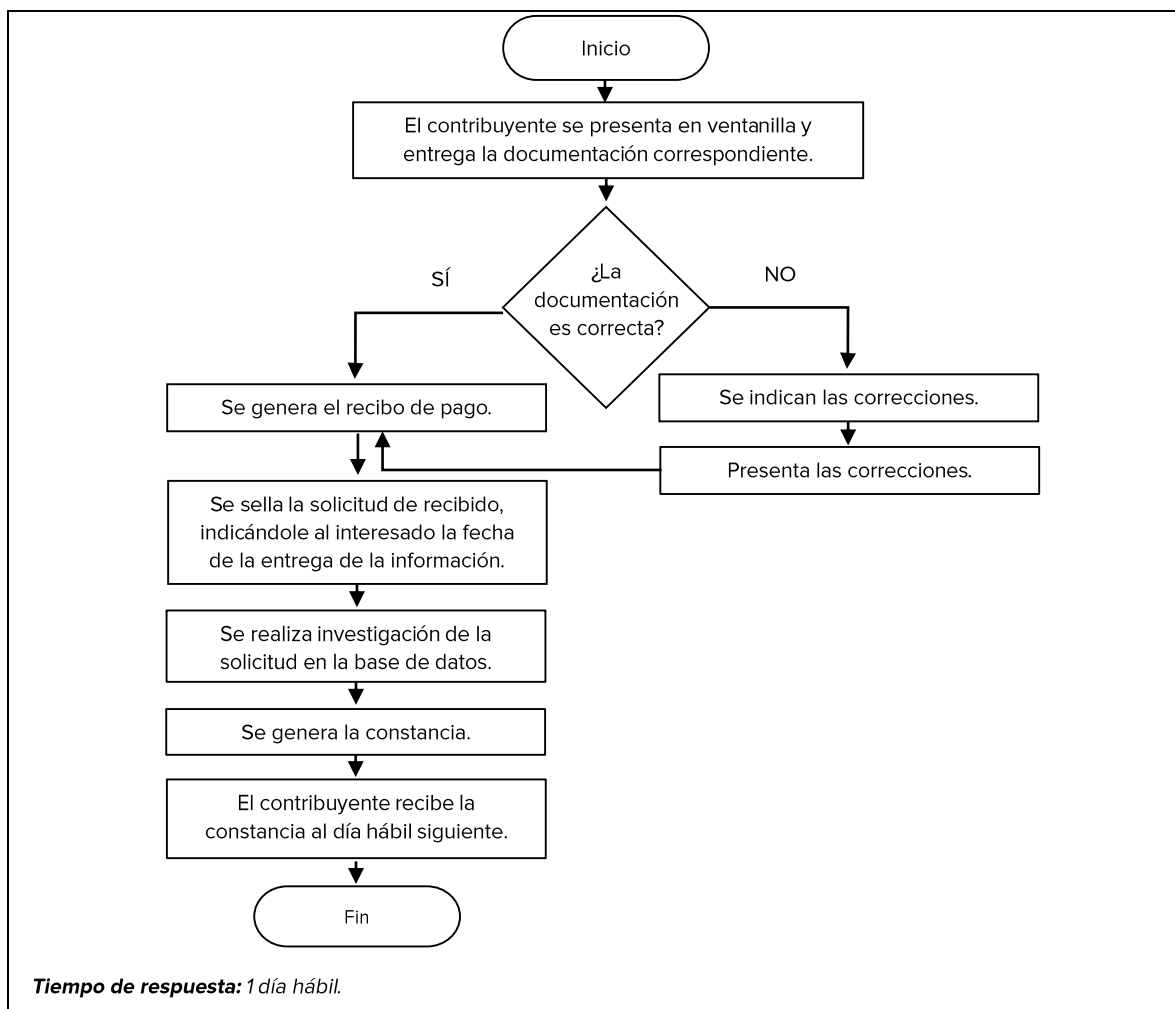 Inicio
El contribuyente se presenta en ventanilla y
entrega la documentación correspondiente.
¿La
documentación
es correcta?
SÍ
NO
Se genera el recibo de pago.
Se indican las correcciones.
Presenta las correcciones.
Se sella la solicitud de recibido,
indicándole al interesado la fecha
de la entrega de la información.
Se realiza investigación de la
solicitud en la base de datos.
Se genera la constancia.
El contribuyente recibe la
constancia al día hábil siguiente.
Fin
Tiempo de respuesta: 1 día hábil.